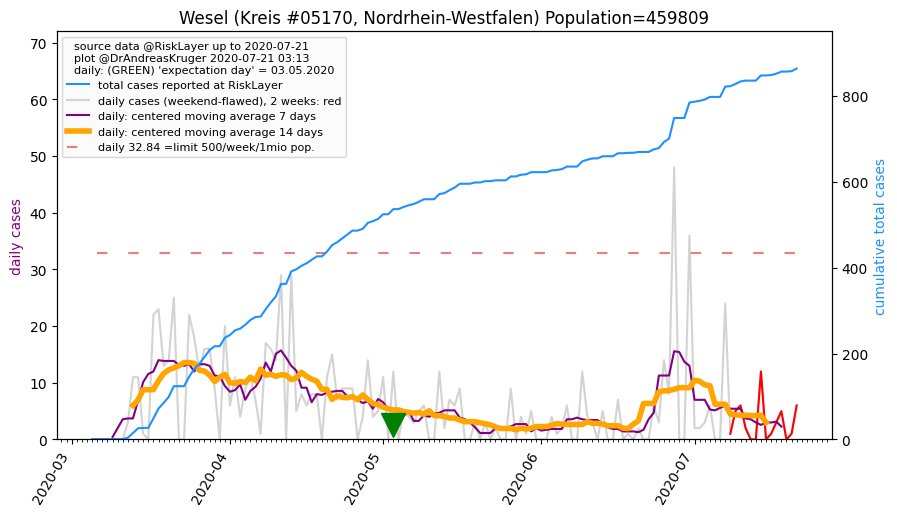 Wesel (Kreis #05170, Nordrhein-Westfalen) Population=459809
source data @RiskLayer up to 2020-07-21
plot @DrAndreasKruger 2020-07-21 03:13
daily: (GREEN) 'expectation day' = 03.05.2020
total cases reported at RiskLayer
daily cases (weekend-flawed), 2 weeks: red
daily: centered moving average 7 days
daily: centered moving average 14 days
daily 32.84 =limit 500/week/1mio pop.
daily cases
70
60
50
40
30
20
10
0
cumulative total cases
800
600
400
200
0
2020-03
2020-04
2020-05
2020-06
2020-07